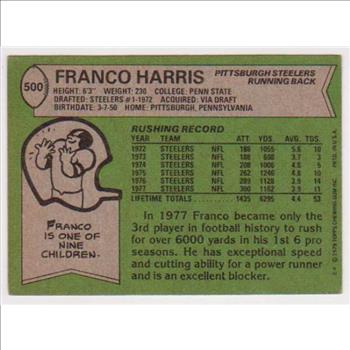 500
FRANCO HARRIS
PITTSBURGH STEELERS
RUNNING BACK
HEIGHT: 6'3" WEIGHT: 230 COLLEGE: PENN STATE
DRAFTED: STEELERS #1-1972 ACQUIRED: VIA DRAFT
BIRTHDATE: 3-7-50 HOME: PITTSBURGH, PENNSYLVANIA
RUSHING RECORD
YEAR TEAM LEA ATT. YDS. AVG. TDS
1972 STEELERS NFL 188 1055 5.6 10
1973 STEELERS NFL 188 698 3.7 3
1974 STEELERS NFL 208 1006 4.8 5
1975 STEELERS NFL 262 1246 4.8 10
1976 STEELERS NFL 289 1128 3.9 14
1977 STEELERS NFL 300 1162 3.9 11
LIFETIME TOTALS 1435 6295 4.4 53
FRANCO
IS ONE OF
NINE
CHILDREN.
In 1977 Franco became only the
3rd player in football history to rush
for over 6000 yards in his 1st 6 pro
seasons. He has exceptional speed
and cutting ability for a power runner
and is an excellent blocker.
PRTD. IN U.S.A.